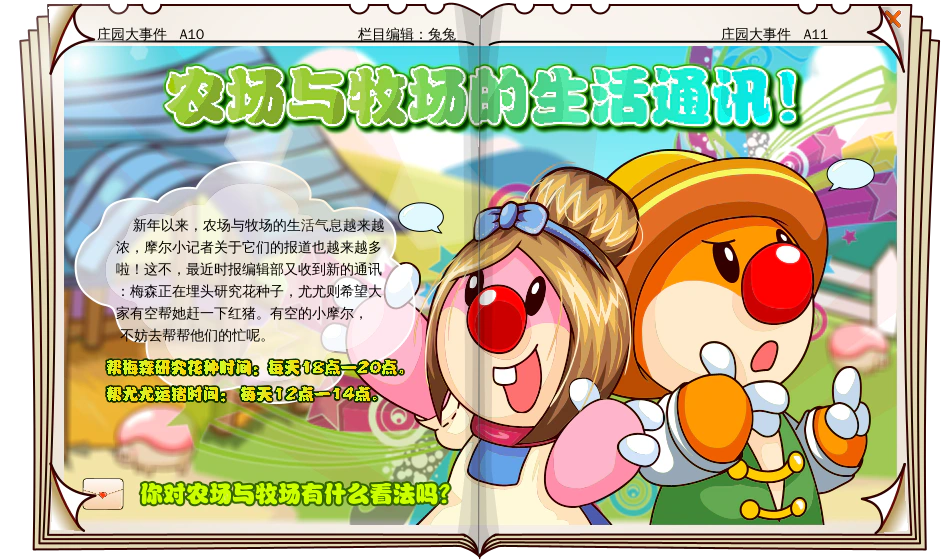 庄园大事件 A10
栏目编辑：兔兔
庄园大事件 A11
农场与牧场的生活通讯！
新年以来，农场与牧场的生活气息越来越
浓，摩尔小记者关于它们的报道也越来越多
啦！这不，最近时报编辑部又收到新的通讯
：梅森正在埋头研究花种子，尤尤则希望大
家有空帮她赶一下红猪。有空的小摩尔，
不妨去帮帮他们的忙呢。
帮梅森研究花种时间：每天18点—20点。
帮尤尤运猪时间： 每天12点—14点。
你对农场与牧场有什么看法吗？